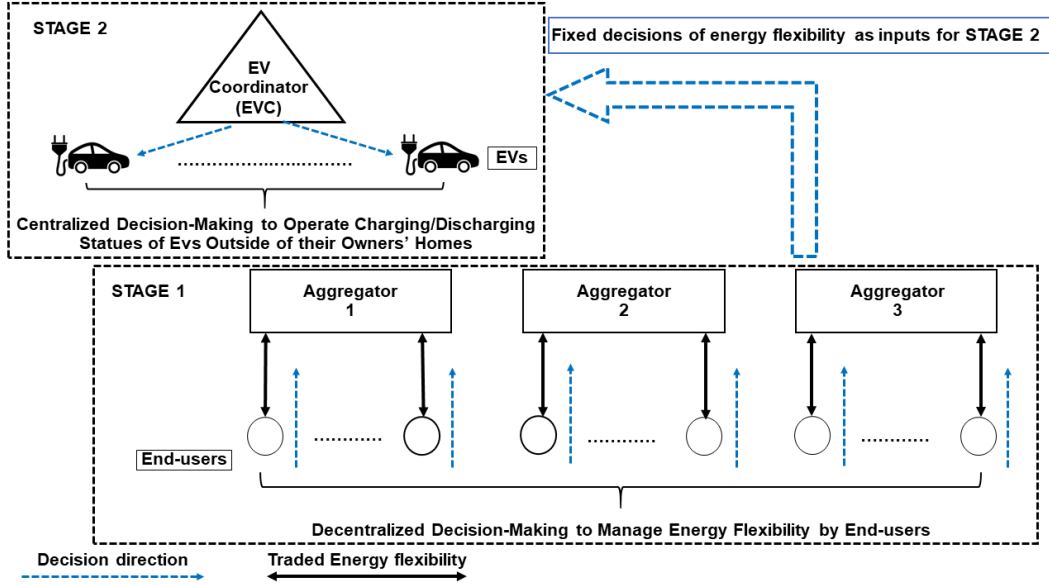 STAGE 2
Fixed decisions of energy flexibility as inputs for STAGE 2
EV
Coordinator
(EVC)
EVs
Centralized Decision-Making to Operate Charging/Discharging
Statues of Evs Outside of their Owners' Homes
STAGE 1
Aggregator
1
Aggregator
2
Aggregator
3
End-users
Decentralized Decision-Making to Manage Energy Flexibility by End-users
Decision direction
Traded Energy flexibility